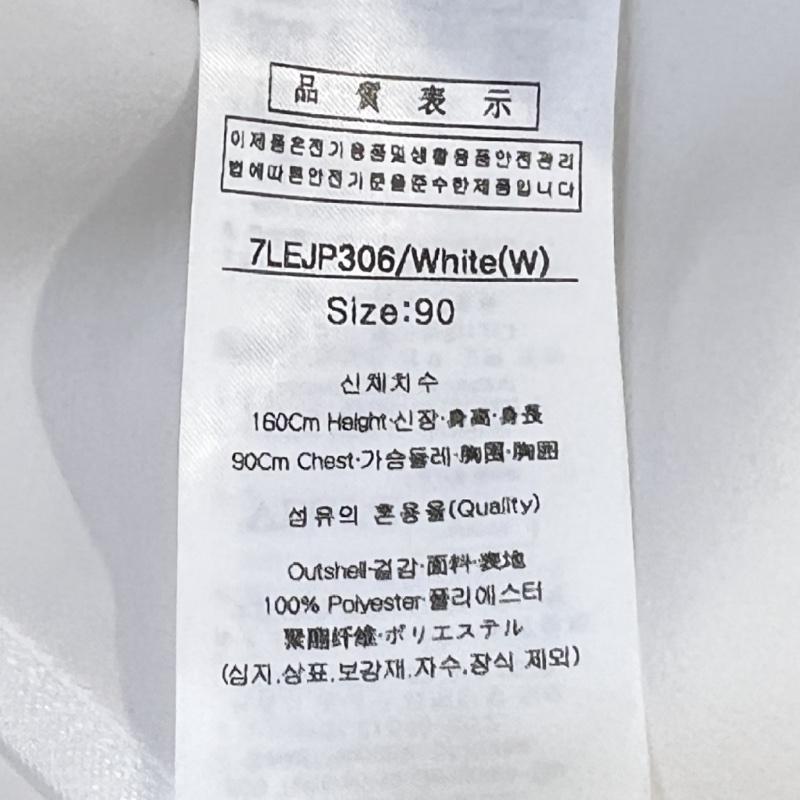 品質表示
이제품은전기용품및생활용품안전관리
법에따른안전기준을준수한제품입니다
7LEJP306/White(W)
Size:90
신체치수
160Cm Height·신장·身高·身長
90Cm Chest·가슴둘레·胸围·胸囲
섬유의 혼용율(Quality)
Outshell·겉감·面料·表地
100% Polyester·폴리에스터
聚酯纤维·ポリエステル
(심지.상표.보강재.자수.장식 제외)